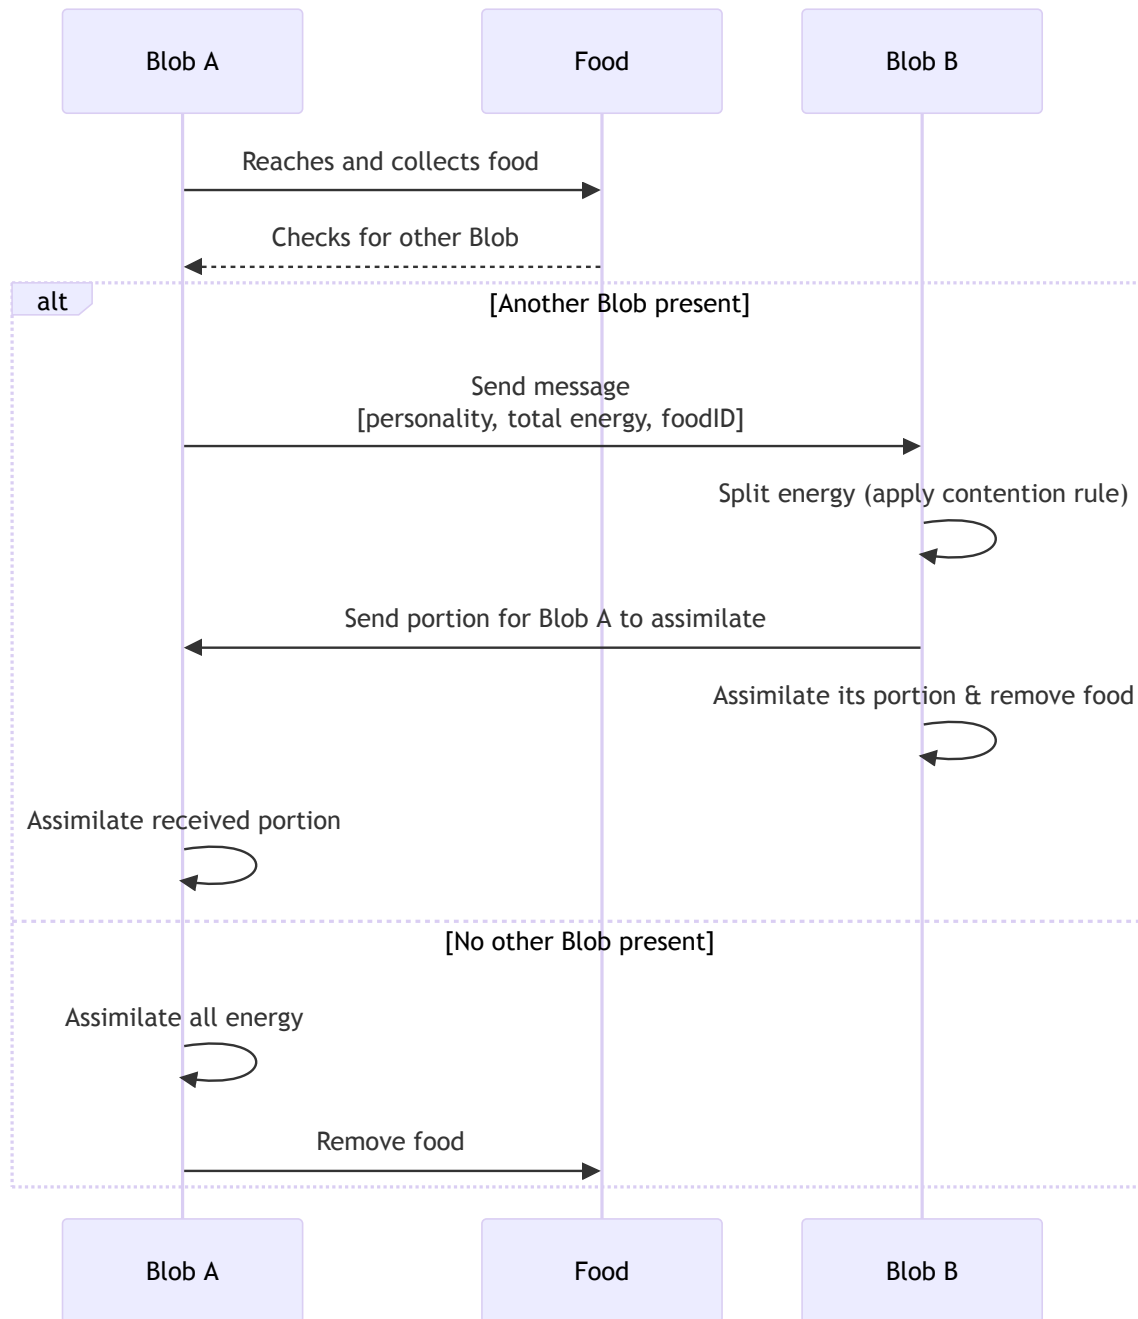 Blob A
Food
Blob B
Reaches and collects food
Checks for other Blob
alt
[Another Blob present]
Send message
[personality, total energy, foodID]
Split energy (apply contention rule)
Send portion for Blob A to assimilate
Assimilate its portion & remove food
Assimilate received portion
[No other Blob present]
Assimilate all energy
Remove food
Blob A
Food
Blob B